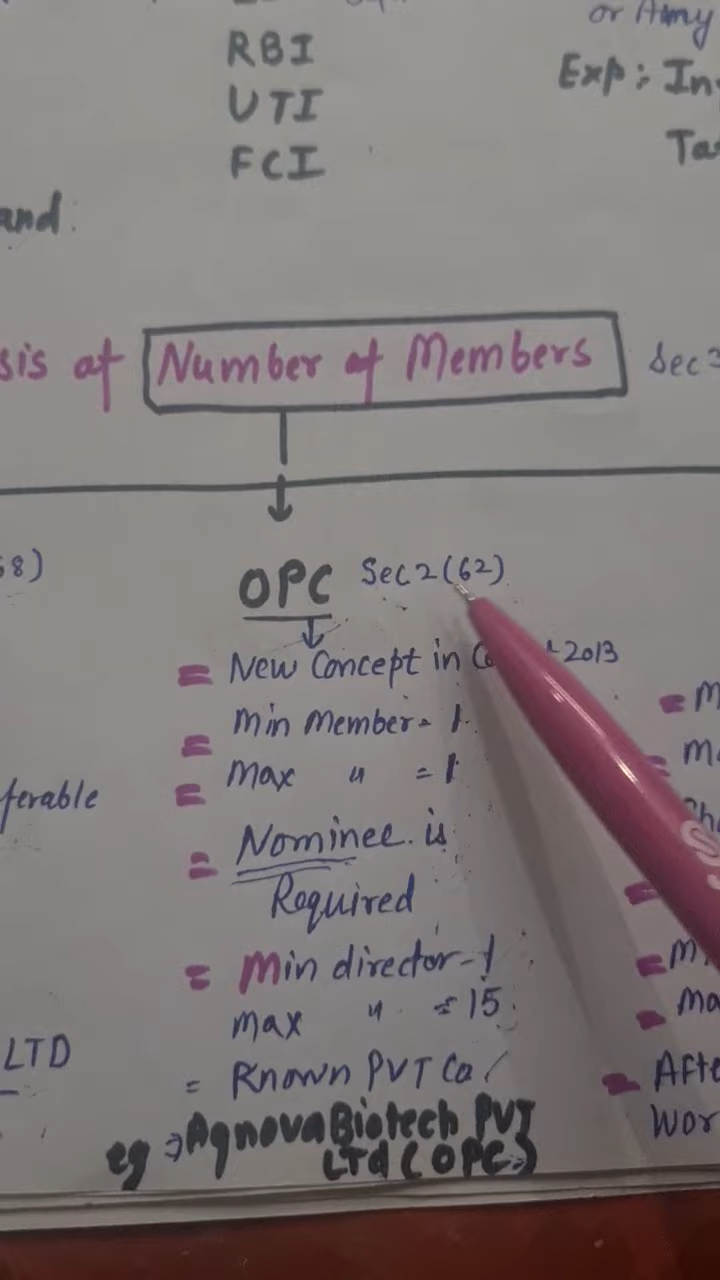 or Army
RBI
Exp: In
UTI
FCI
Ta
and
sis of Number of Members Sec
8)
OPC Sec 2(62)
= New Concept in 2013
= Min Member = 1
= Max " = 1
ferable
= Nominee is
Required
= Min director - 1
max " = 15
LTD
= Known PVT Co
= Afte
Wor
eg => Agnova Biotech PVT
Ltd (OPC)